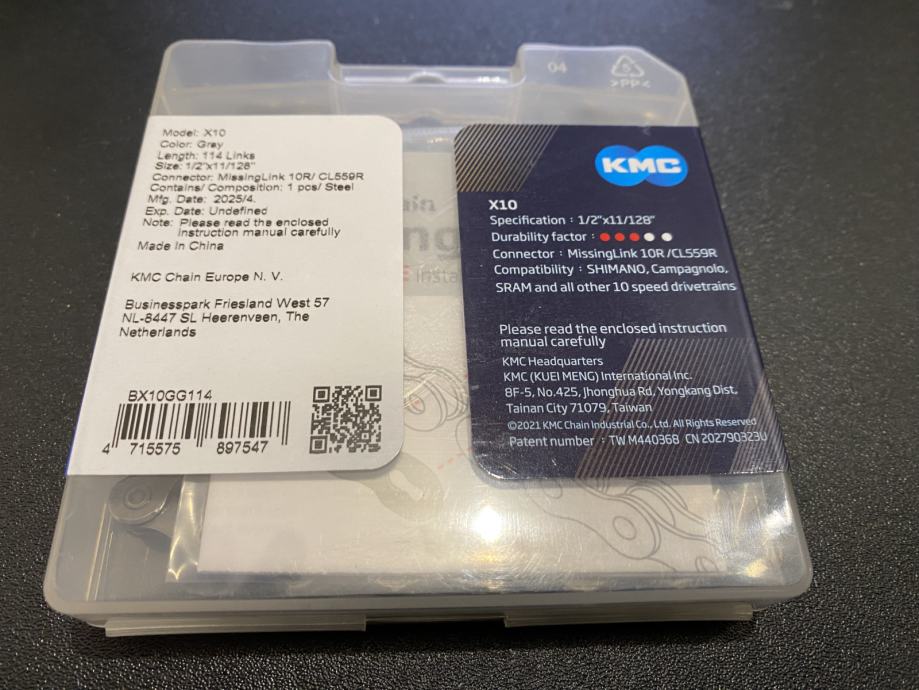 04
5
>PP<
Model: X10
Color: Gray
Length: 114 Links
Size: 1/2"x11/128"
Connector: MissingLink 10R/ CL559R
Contains/ Composition: 1 pcs/ Steel
Mfg. Date: 2025/4.
Exp. Date: Undefined
Note: Please read the enclosed
instruction manual carefully
Made In China
KMC Chain Europe N. V.
Businesspark Friesland West 57
NL-8447 SL Heerenveen, The
Netherlands
BX10GG114
4 715575 897547
KMC
X10
Specification : 1/2"x11/128"
Durability factor :
Connector : MissingLink 10R /CL559R
Compatibility : SHIMANO, Campagnolo,
SRAM and all other 10 speed drivetrains
Please read the enclosed instruction
manual carefully
KMC Headquarters
KMC (KUEI MENG) International Inc.
8F-5, No.425, Jhonghua Rd, Yongkang Dist,
Tainan City 71079, Taiwan
©2021 KMC Chain Industrial Co., Ltd. All Rights Reserved
Patent number : TW M440368 CN 202790323U